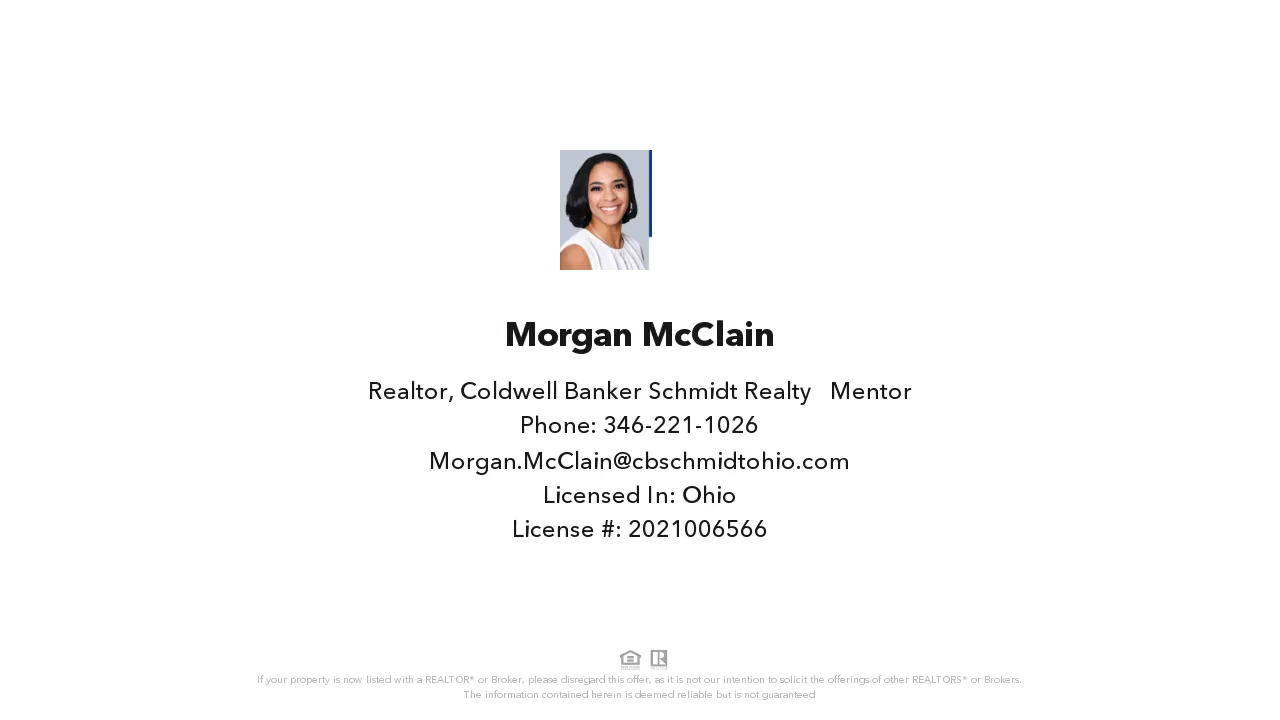 Morgan McClain
Realtor, Coldwell Banker Schmidt Realty   Mentor
Phone: 346-221-1026
Morgan.McClain@cbschmidtohio.com
Licensed In: Ohio
License #: 2021006566
If your property is now listed with a REALTOR® or Broker, please disregard this offer, as it is not our intention to solicit the offerings of other REALTORS® or Brokers.
The information contained herein is deemed reliable but is not guaranteed